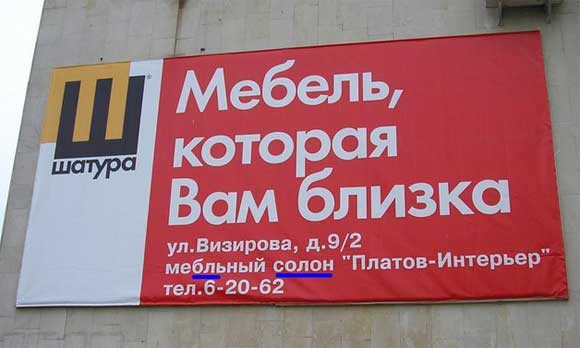 Ш
шатура
Мебель,
которая
Вам близка
ул.Визирова, д.9/2
мебльный солон "Платов-Интерьер"
тел.6-20-62